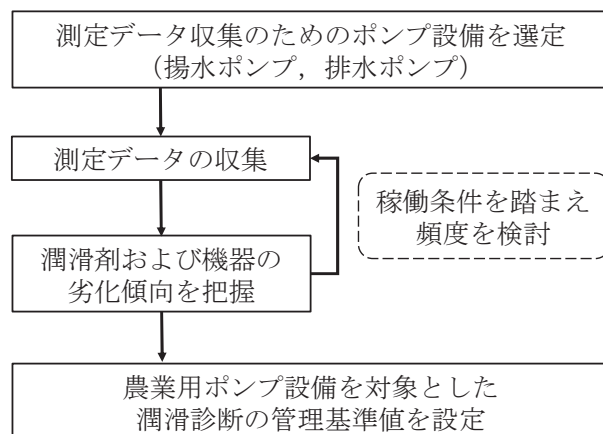 測定データ収集のためのポンプ設備を選定
（揚水ポンプ，排水ポンプ）
測定データの収集
稼働条件を踏まえ
頻度を検討
潤滑剤および機器の
劣化傾向を把握
農業用ポンプ設備を対象とした
潤滑診断の管理基準値を設定